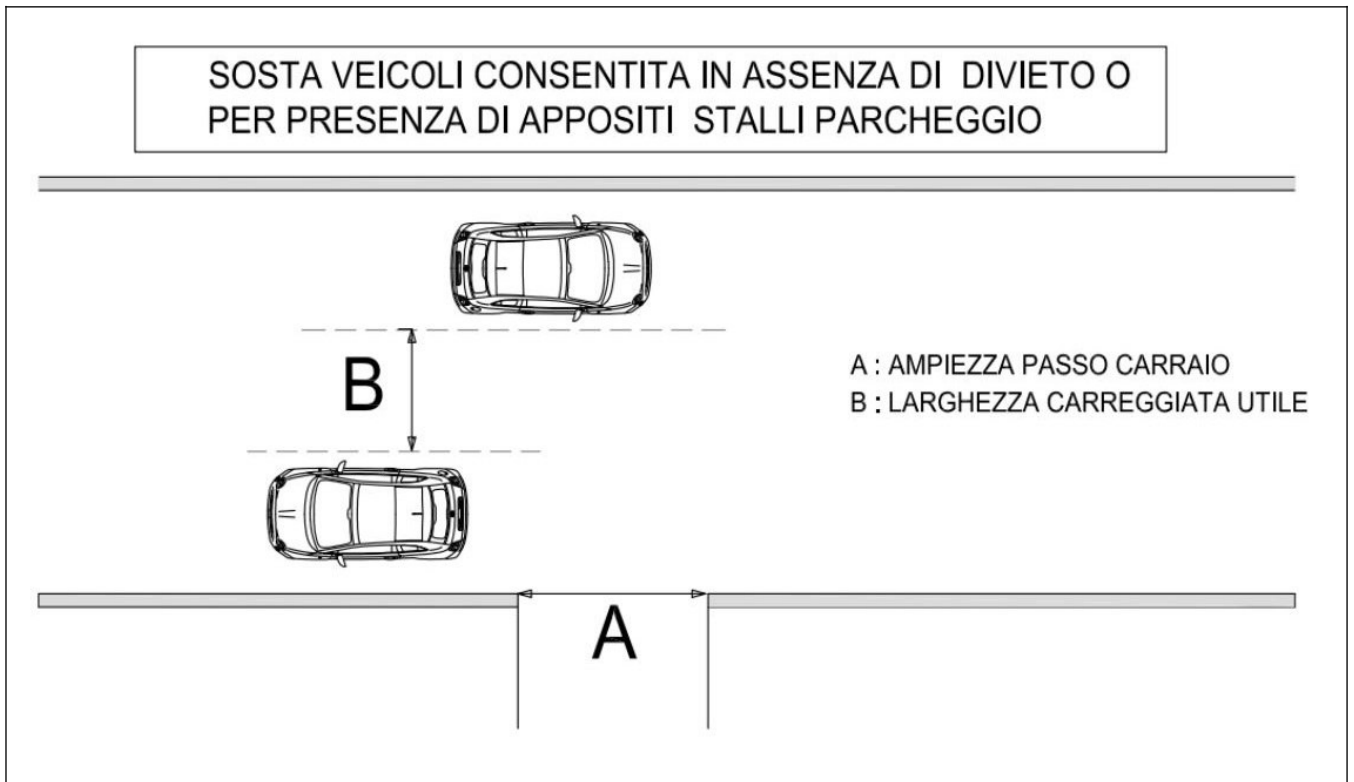 SOSTA VEICOLI CONSENTITA IN ASSENZA DI DIVIETO O
PER PRESENZA DI APPOSITI STALLI PARCHEGGIO
B
A : AMPIEZZA PASSO CARRAIO
B : LARGHEZZA CARREGGIATA UTILE
A